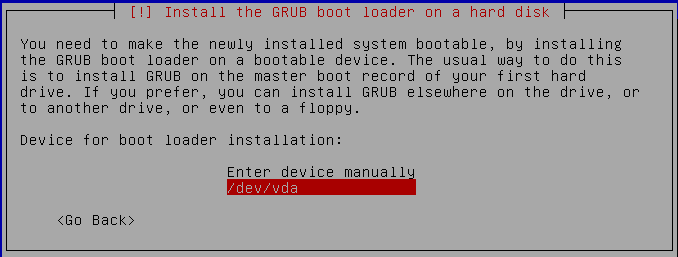 [!] Install the GRUB boot loader on a hard disk
You need to make the newly installed system bootable, by installing
the GRUB boot loader on a bootable device. The usual way to do this
is to install GRUB on the master boot record of your first hard
drive. If you prefer, you can install GRUB elsewhere on the drive, or
to another drive, or even to a floppy.
Device for boot loader installation:
Enter device manually
/dev/vda
<Go Back>